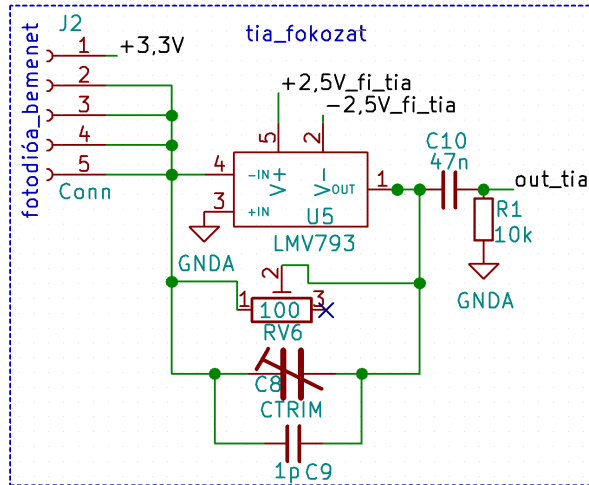 J2
tia_fokozat
fotodióa_bemenet
1
+3,3V
2
3
4
5
Conn
+2,5V_fi_tia
-2,5V_fi_tia
5
2
4
-IN
V+
V-
OUT
1
3
+IN
U5
LMV793
GNDA
C10
47n
out_tia
R1
10k
GNDA
2
1
100
3
RV6
C8
CTRIM
1p
C9